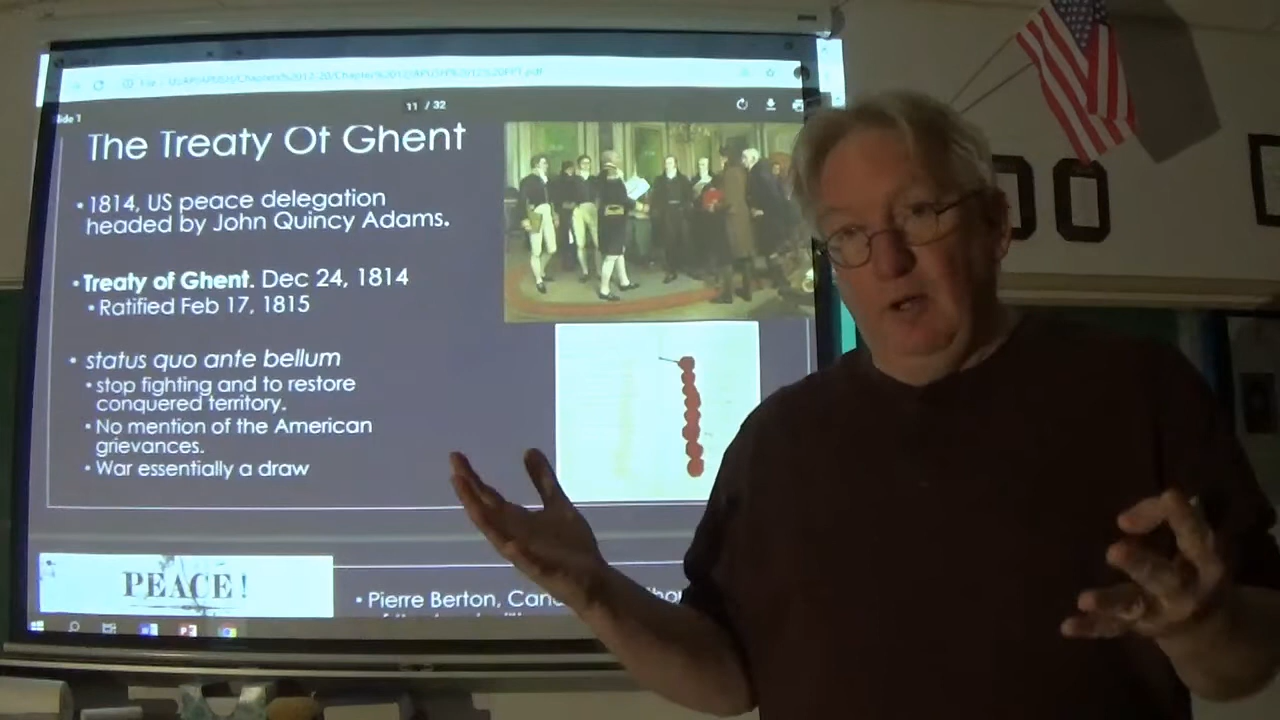 11 / 32
Slide 1
The Treaty Of Ghent
• 1814, US peace delegation
headed by John Quincy Adams.
• Treaty of Ghent. Dec 24, 1814
• Ratified Feb 17, 1815
• status quo ante bellum
• stop fighting and to restore
conquered territory.
• No mention of the American
grievances.
• War essentially a draw
PEACE!
• Pierre Berton,